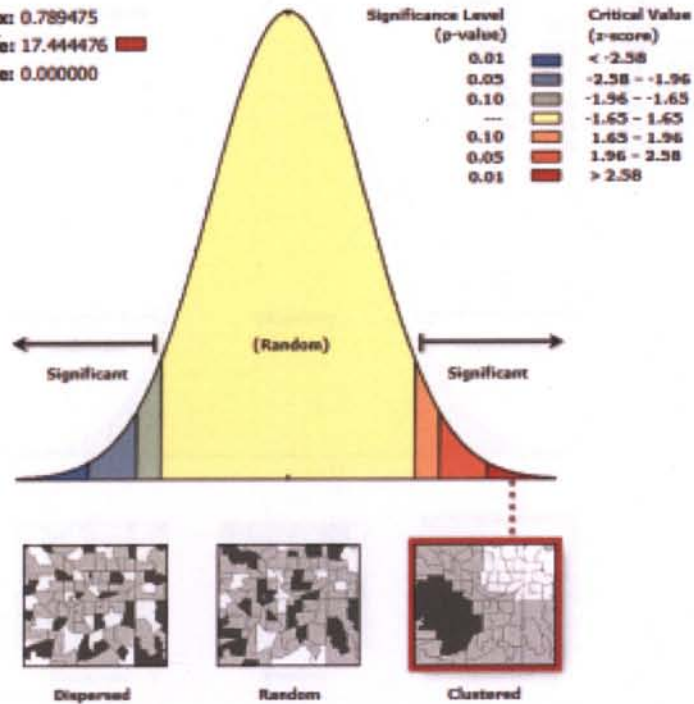 x: 0.789475
e: 17.444476
e: 0.000000
Significance Level
(p-value)
Critical Value
(z-score)
0.01 < -2.58
0.05 -2.58 - -1.96
0.10 -1.96 - -1.65
--- -1.65 - 1.65
0.10 1.65 - 1.96
0.05 1.96 - 2.58
0.01 > 2.58
(Random)
Significant
Significant
Dispersed
Random
Clustered